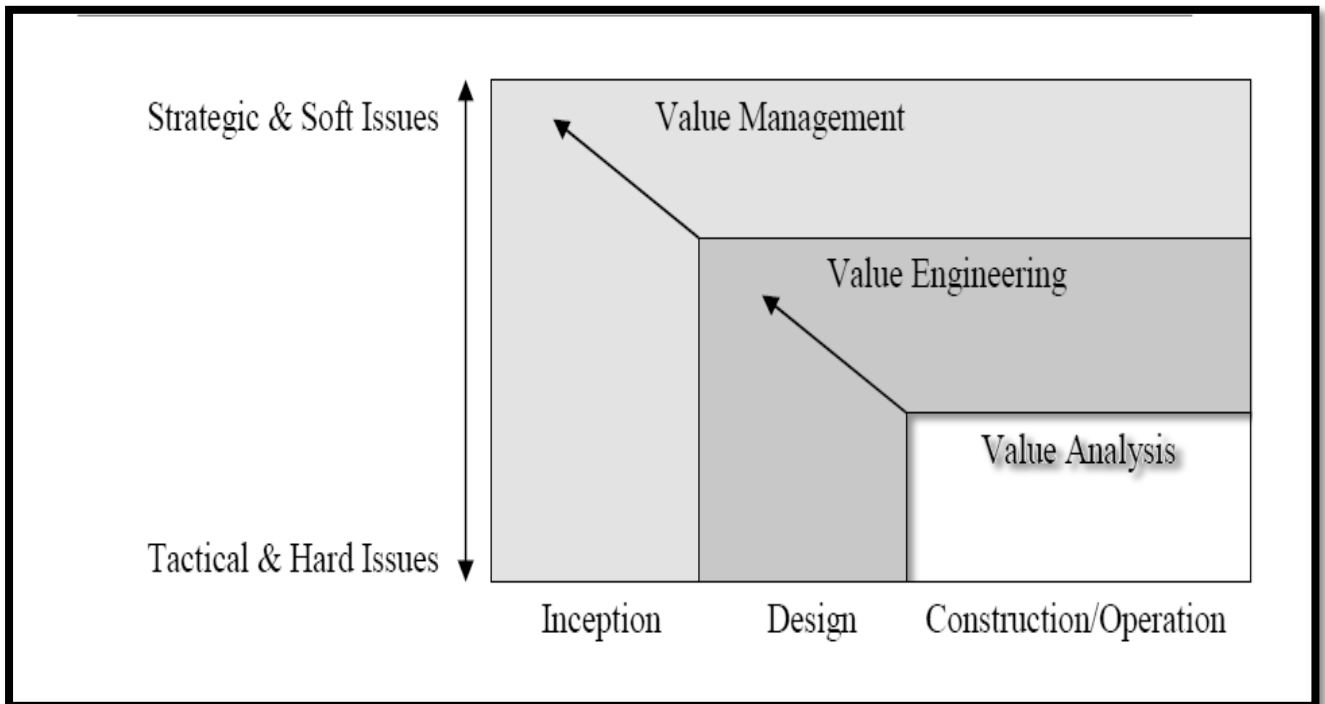 Strategic & Soft Issues
Value Management
Value Engineering
Value Analysis
Tactical & Hard Issues
Inception
Design
Construction/Operation